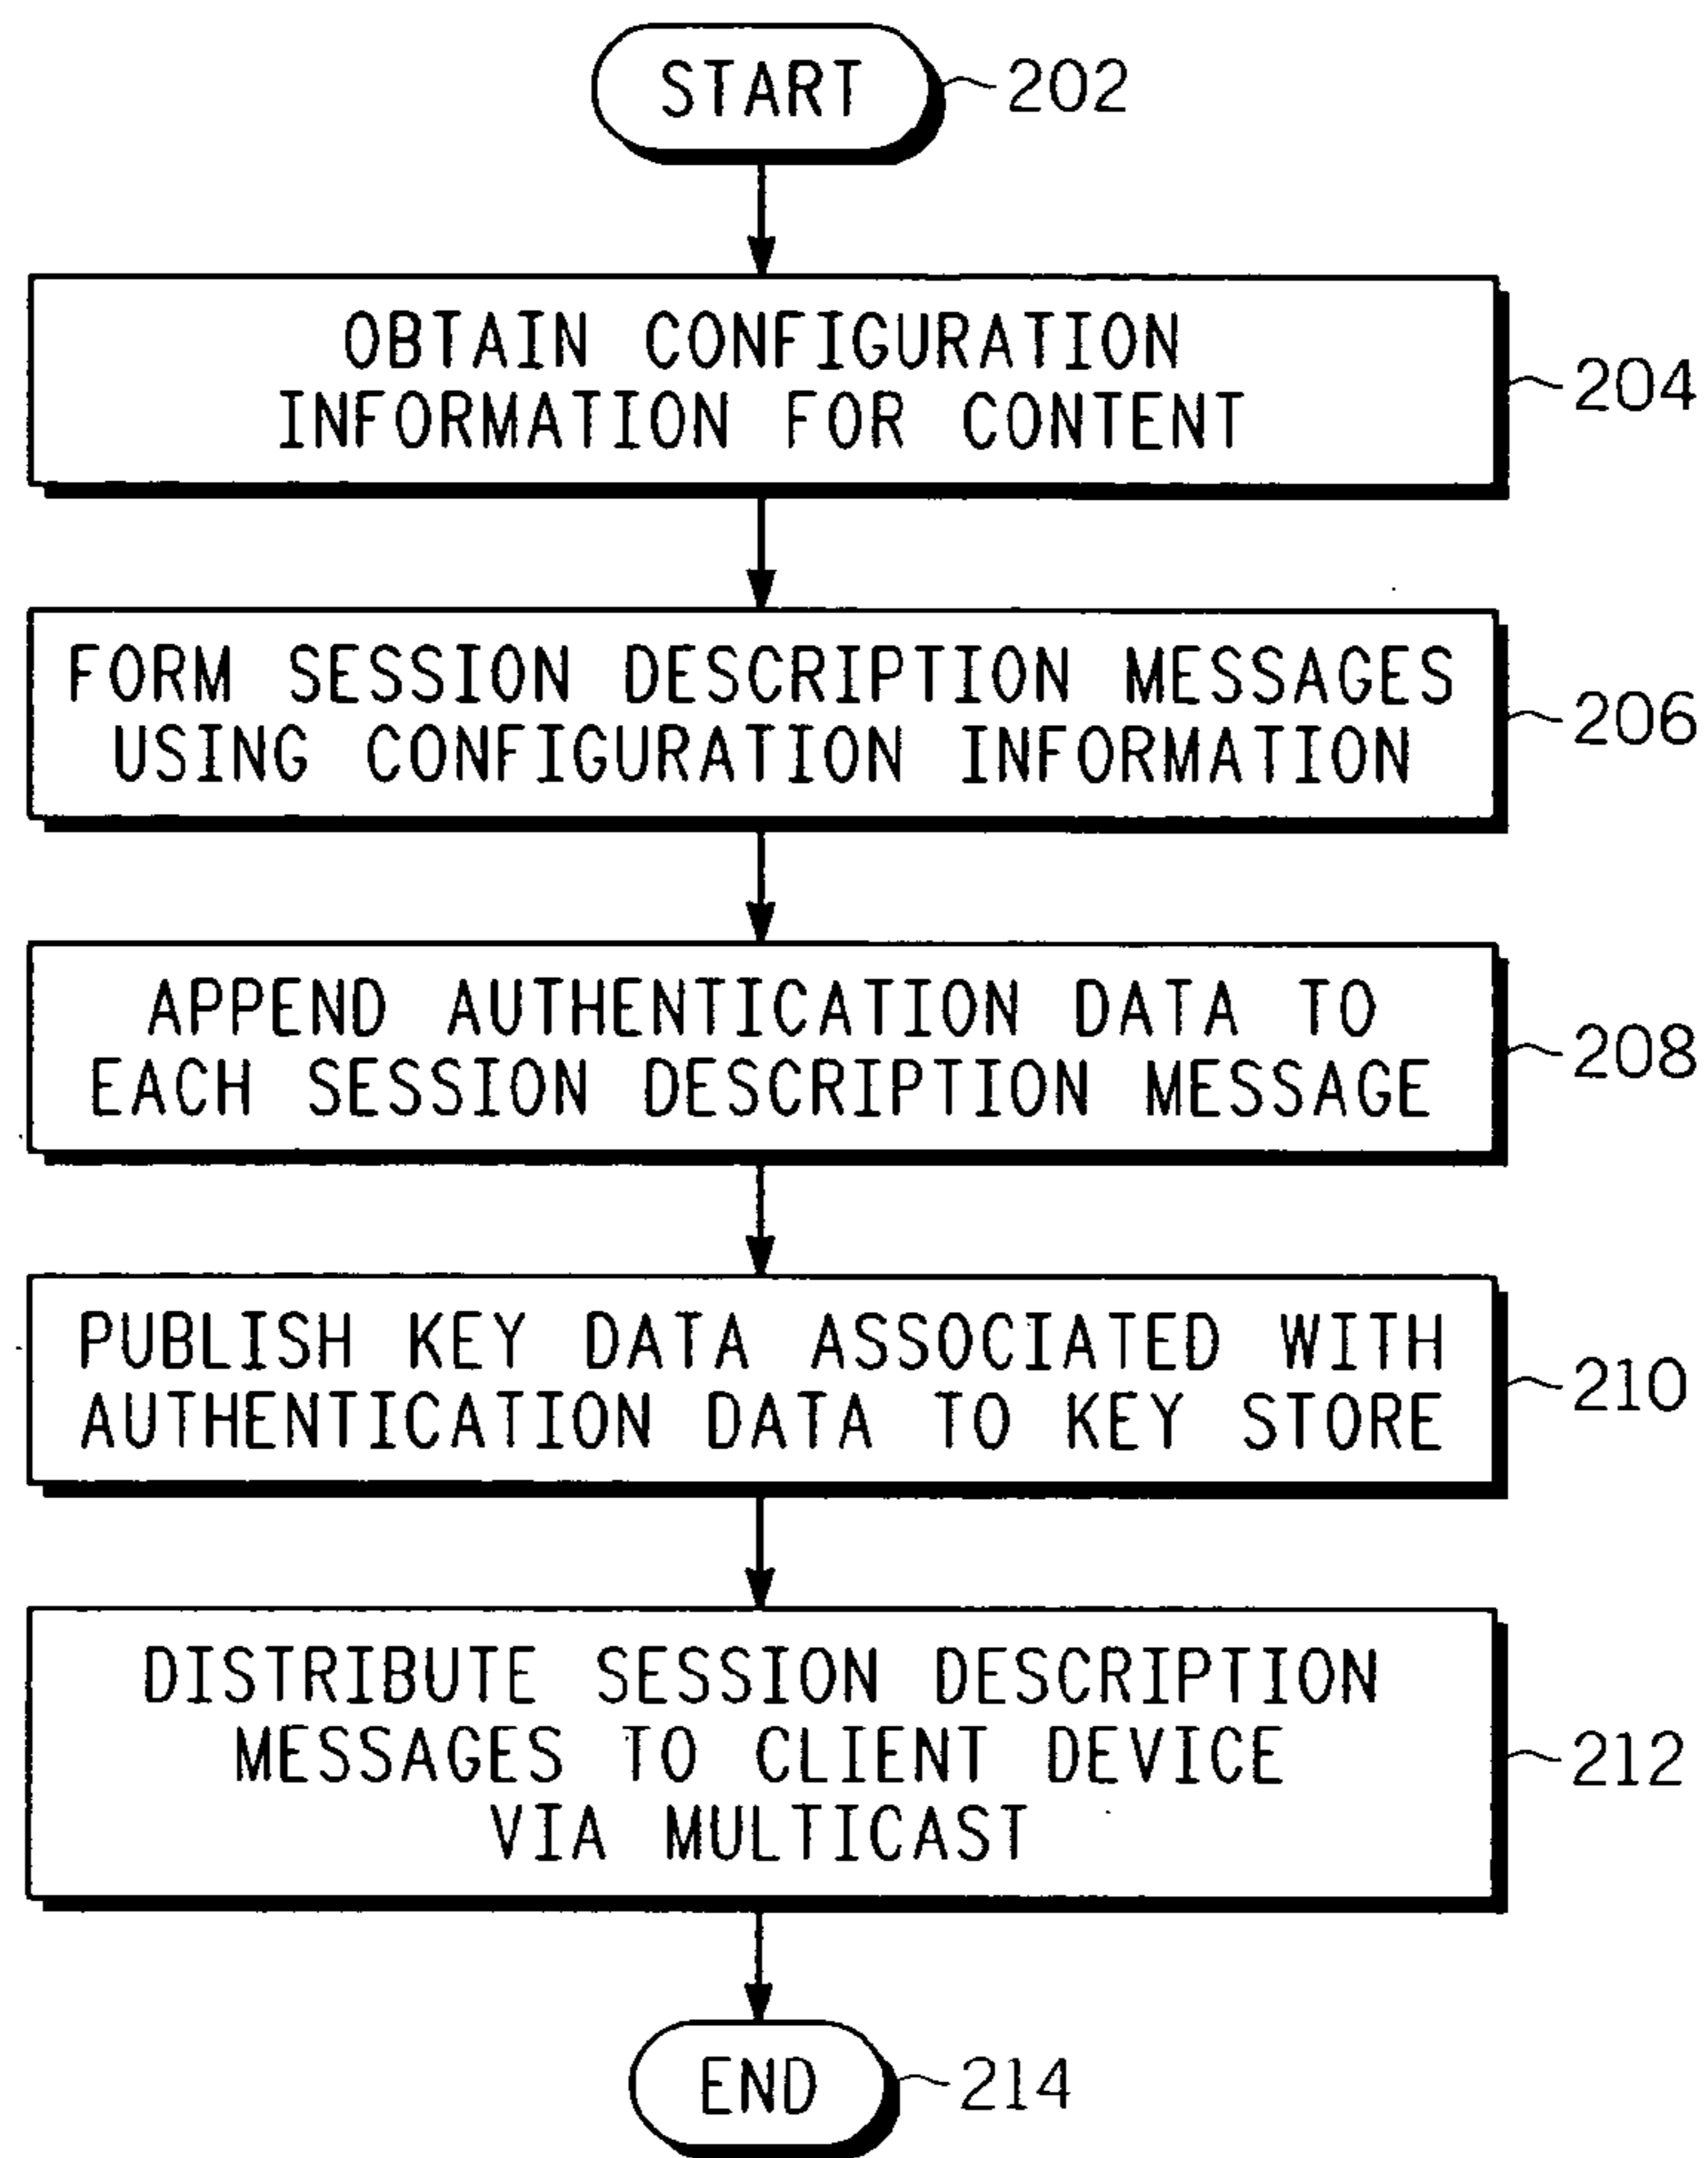 START
202
OBTAIN CONFIGURATION
INFORMATION FOR CONTENT
204
FORM SESSION DESCRIPTION MESSAGES
USING CONFIGURATION INFORMATION
206
APPEND AUTHENTICATION DATA TO
EACH SESSION DESCRIPTION MESSAGE
208
PUBLISH KEY DATA ASSOCIATED WITH
AUTHENTICATION DATA TO KEY STORE
210
DISTRIBUTE SESSION DESCRIPTION
MESSAGES TO CLIENT DEVICE
VIA MULTICAST
212
END
214